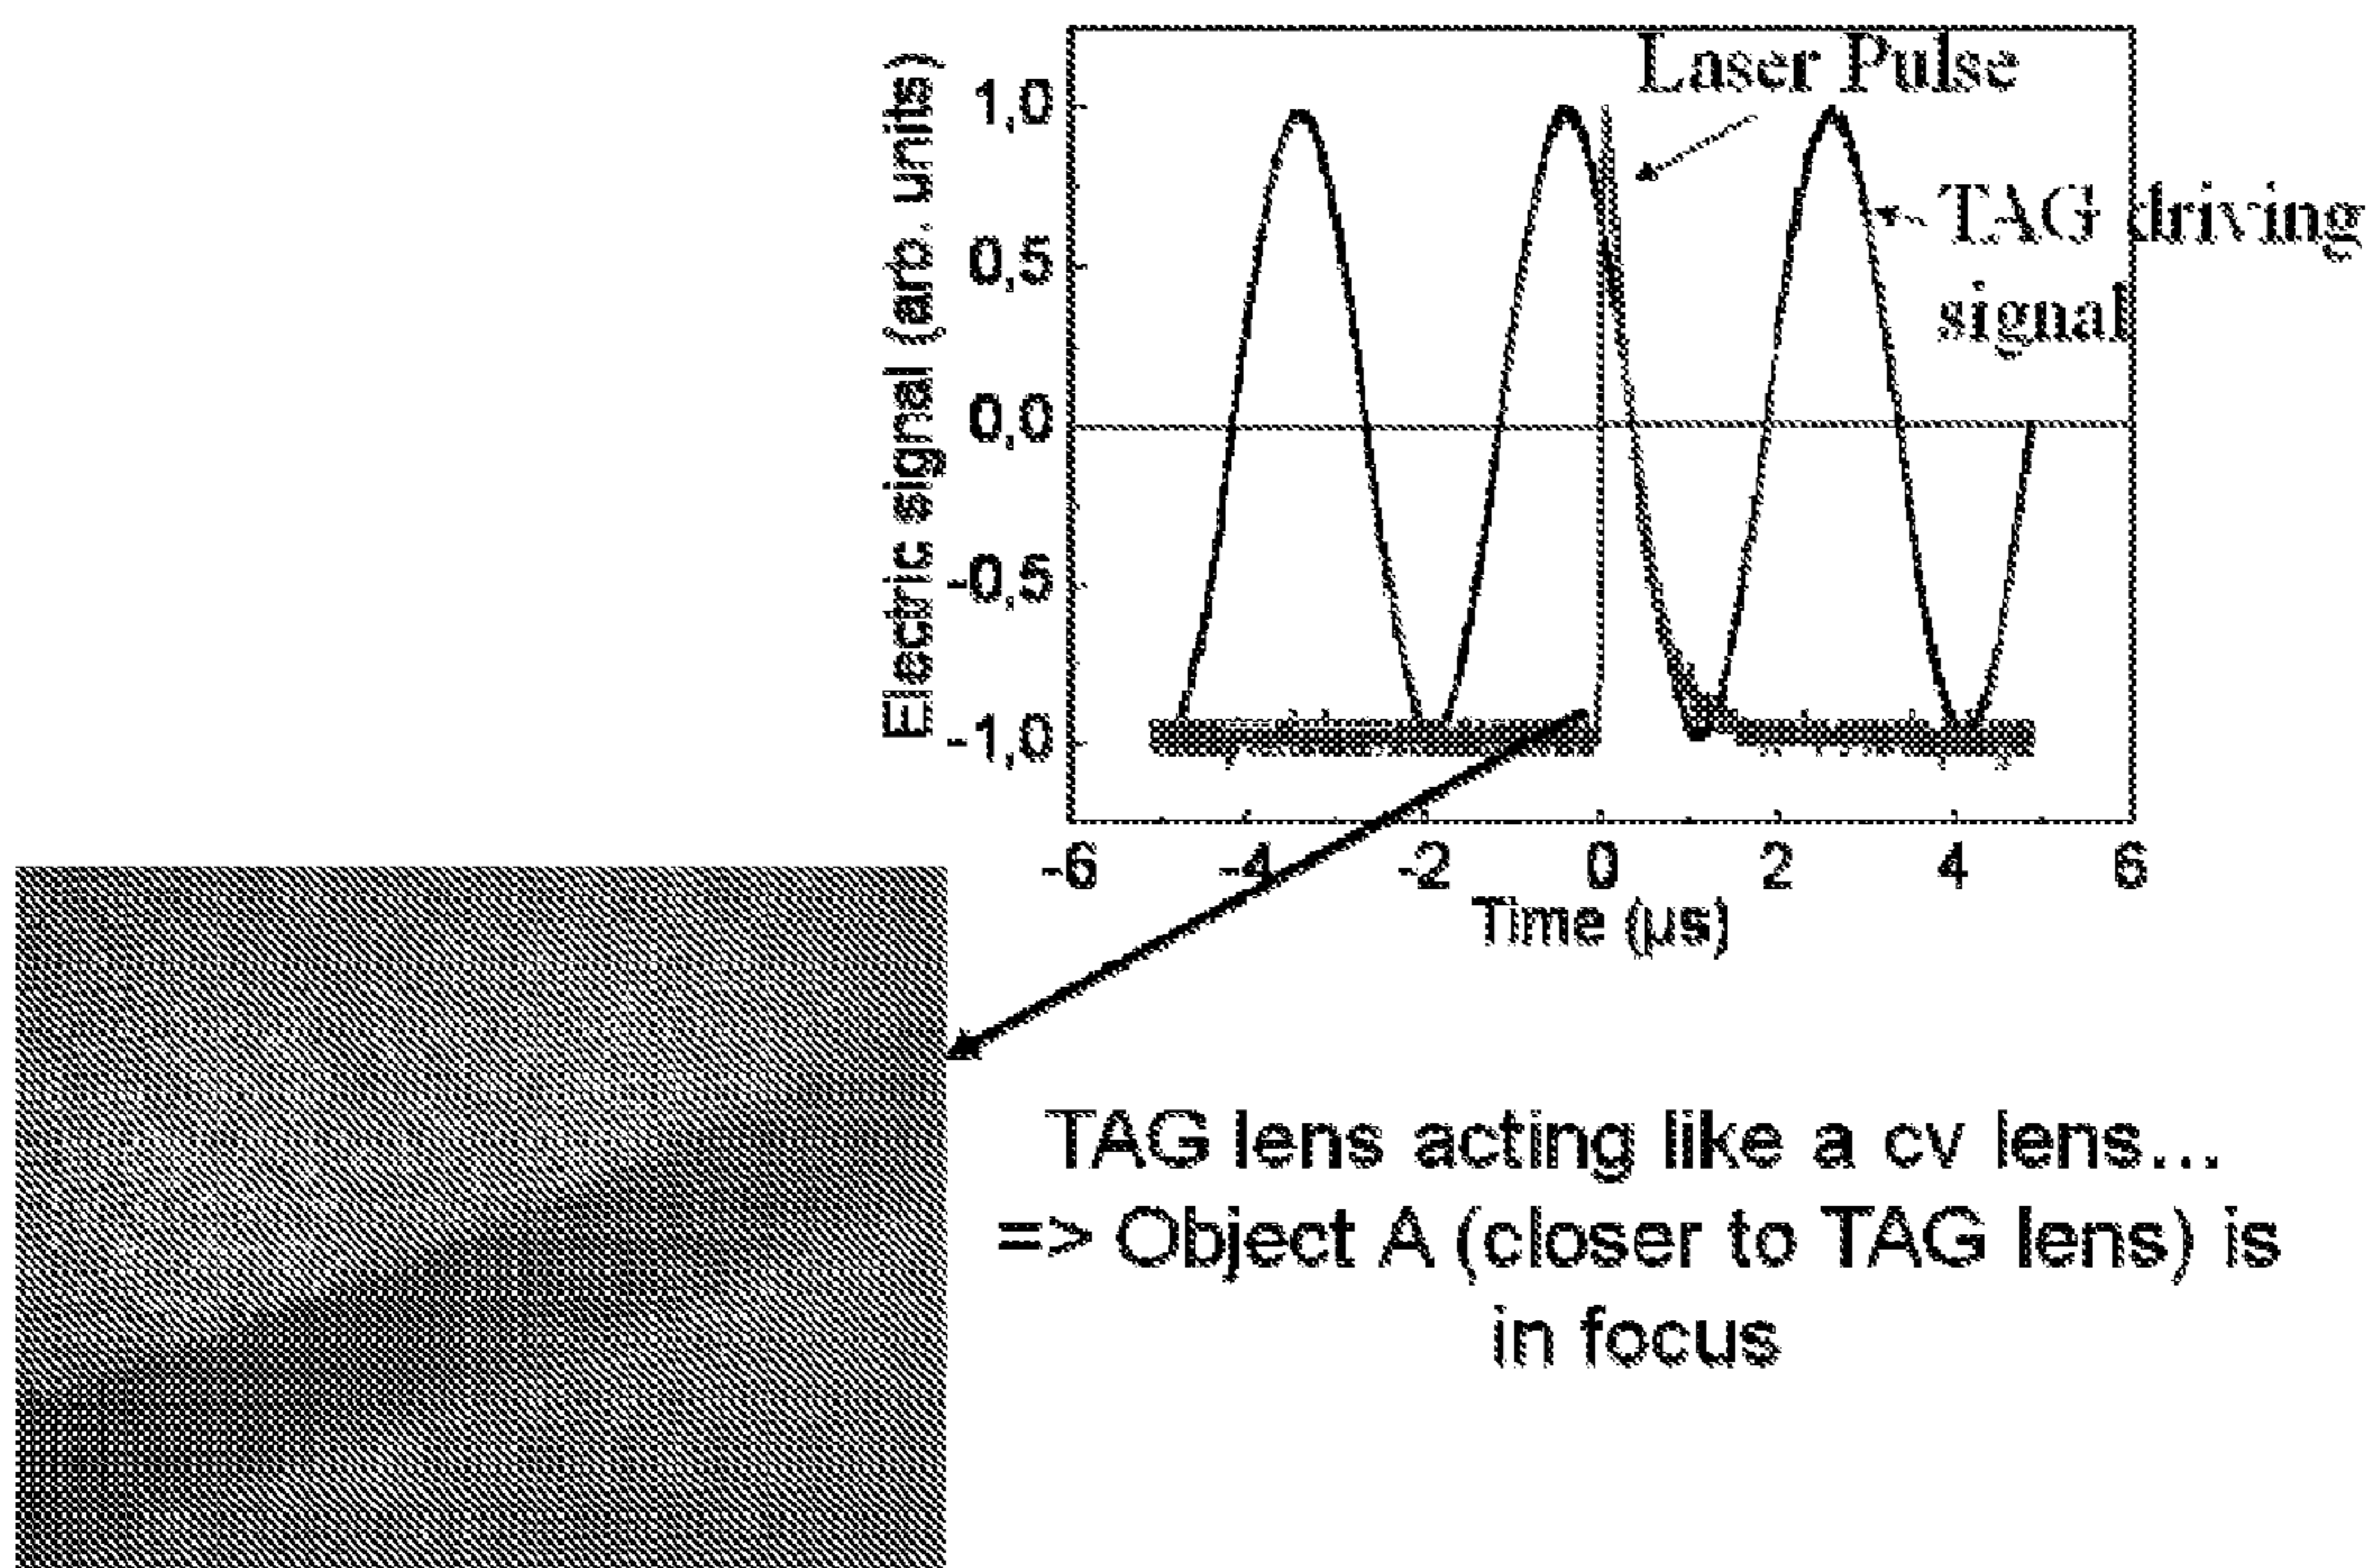 Laser Pulse
TAG driving
signal
Electric signal (arb. units)
1,0
0,5
0,0
-0,5
-1,0
-6 -4 -2 0 2 4 6
Time (µs)
TAG lens acting like a cv lens...
=> Object A (closer to TAG lens) is
in focus